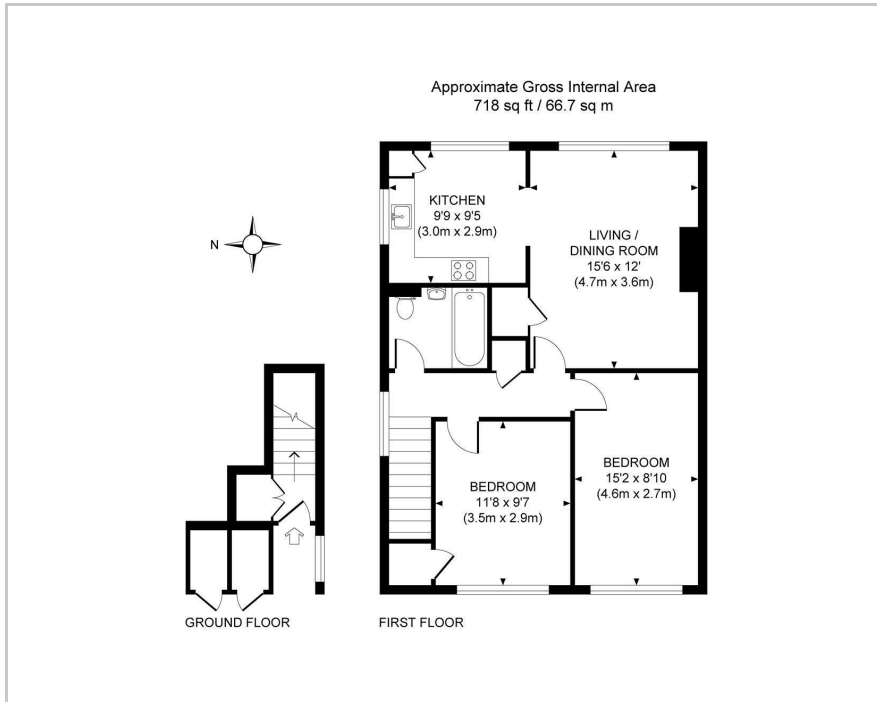 Approximate Gross Internal Area
718 sq ft / 66.7 sq m
KITCHEN
9'9 x 9'5
(3.0m x 2.9m)
LIVING /
DINING ROOM
15'6 x 12'
(4.7m x 3.6m)
N
BEDROOM
15'2 x 8'10
(4.6m x 2.7m)
BEDROOM
11'8 x 9'7
(3.5m x 2.9m)
GROUND FLOOR
FIRST FLOOR